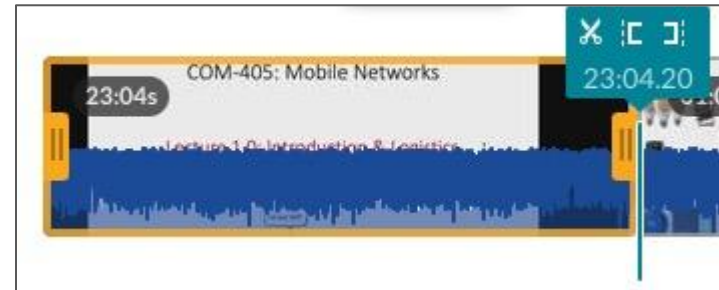 23:04.20
COM-405: Mobile Networks
23:04s
Lecture 1.0: Introduction & Logistics